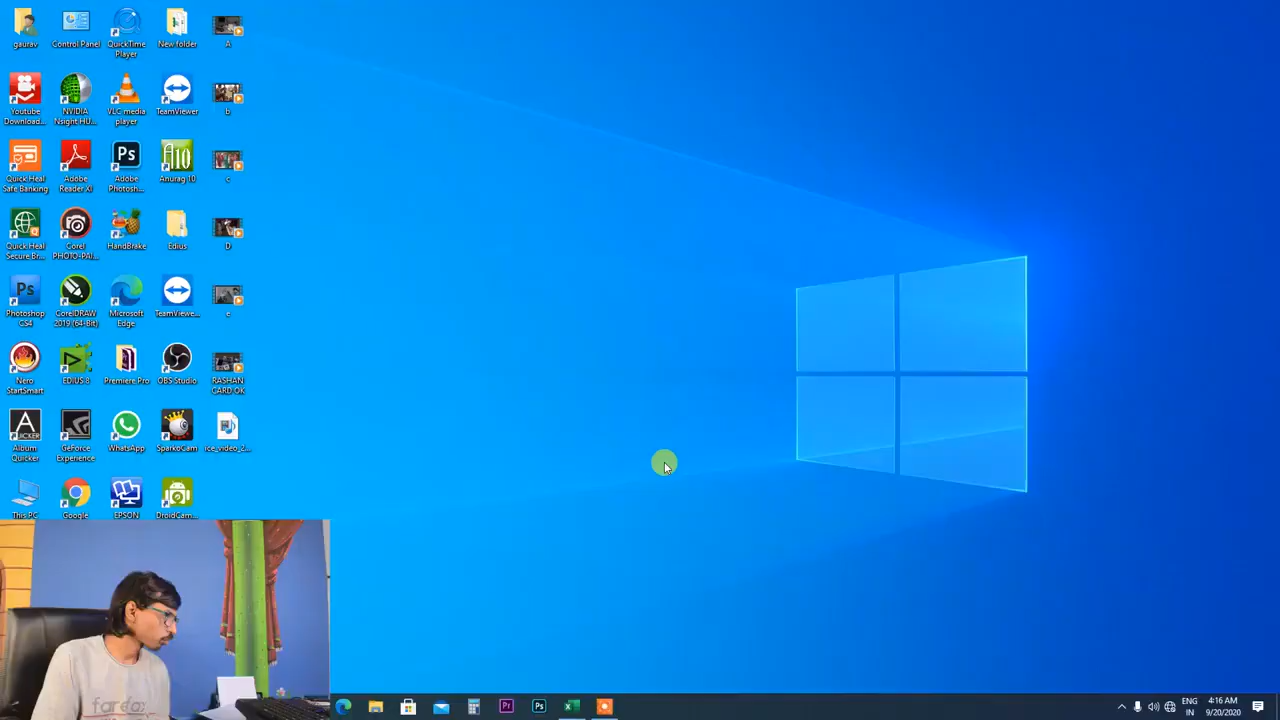 gaurav
Control Panel
QuickTime
Player
New folder
A
Youtube
Download...
NVIDIA
Nsight HU...
VLC media
player
TeamViewer
b
Quick Heal
Safe Banking
Adobe
Reader XI
Adobe
Photosh...
Anurag 10
c
Quick Heal
Secure Br...
Corel
PHOTO-PAI...
HandBrake
Edius
D
Photoshop
CS4
CorelDRAW
2019 (64-Bit)
Microsoft
Edge
TeamViewe...
e
Nero
StartSmart
EDIUS 8
Premiere Pro
OBS Studio
RASHAN
CARD OK
Album
Quicker
GeForce
Experience
WhatsApp
SparkoCam
ice_video_2...
This PC
Google
EPSON
DroidCam...
farefox
ENG
IN
4:16 AM
9/20/2020